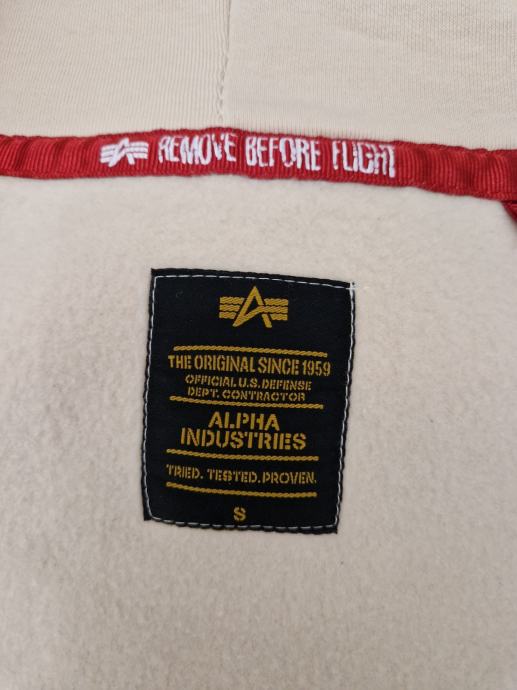 REMOVE BEFORE FLIGHT
THE ORIGINAL SINCE 1959
OFFICIAL U.S. DEFENSE
DEPT. CONTRACTOR
ALPHA
INDUSTRIES
TRIED. TESTED. PROVEN.
S